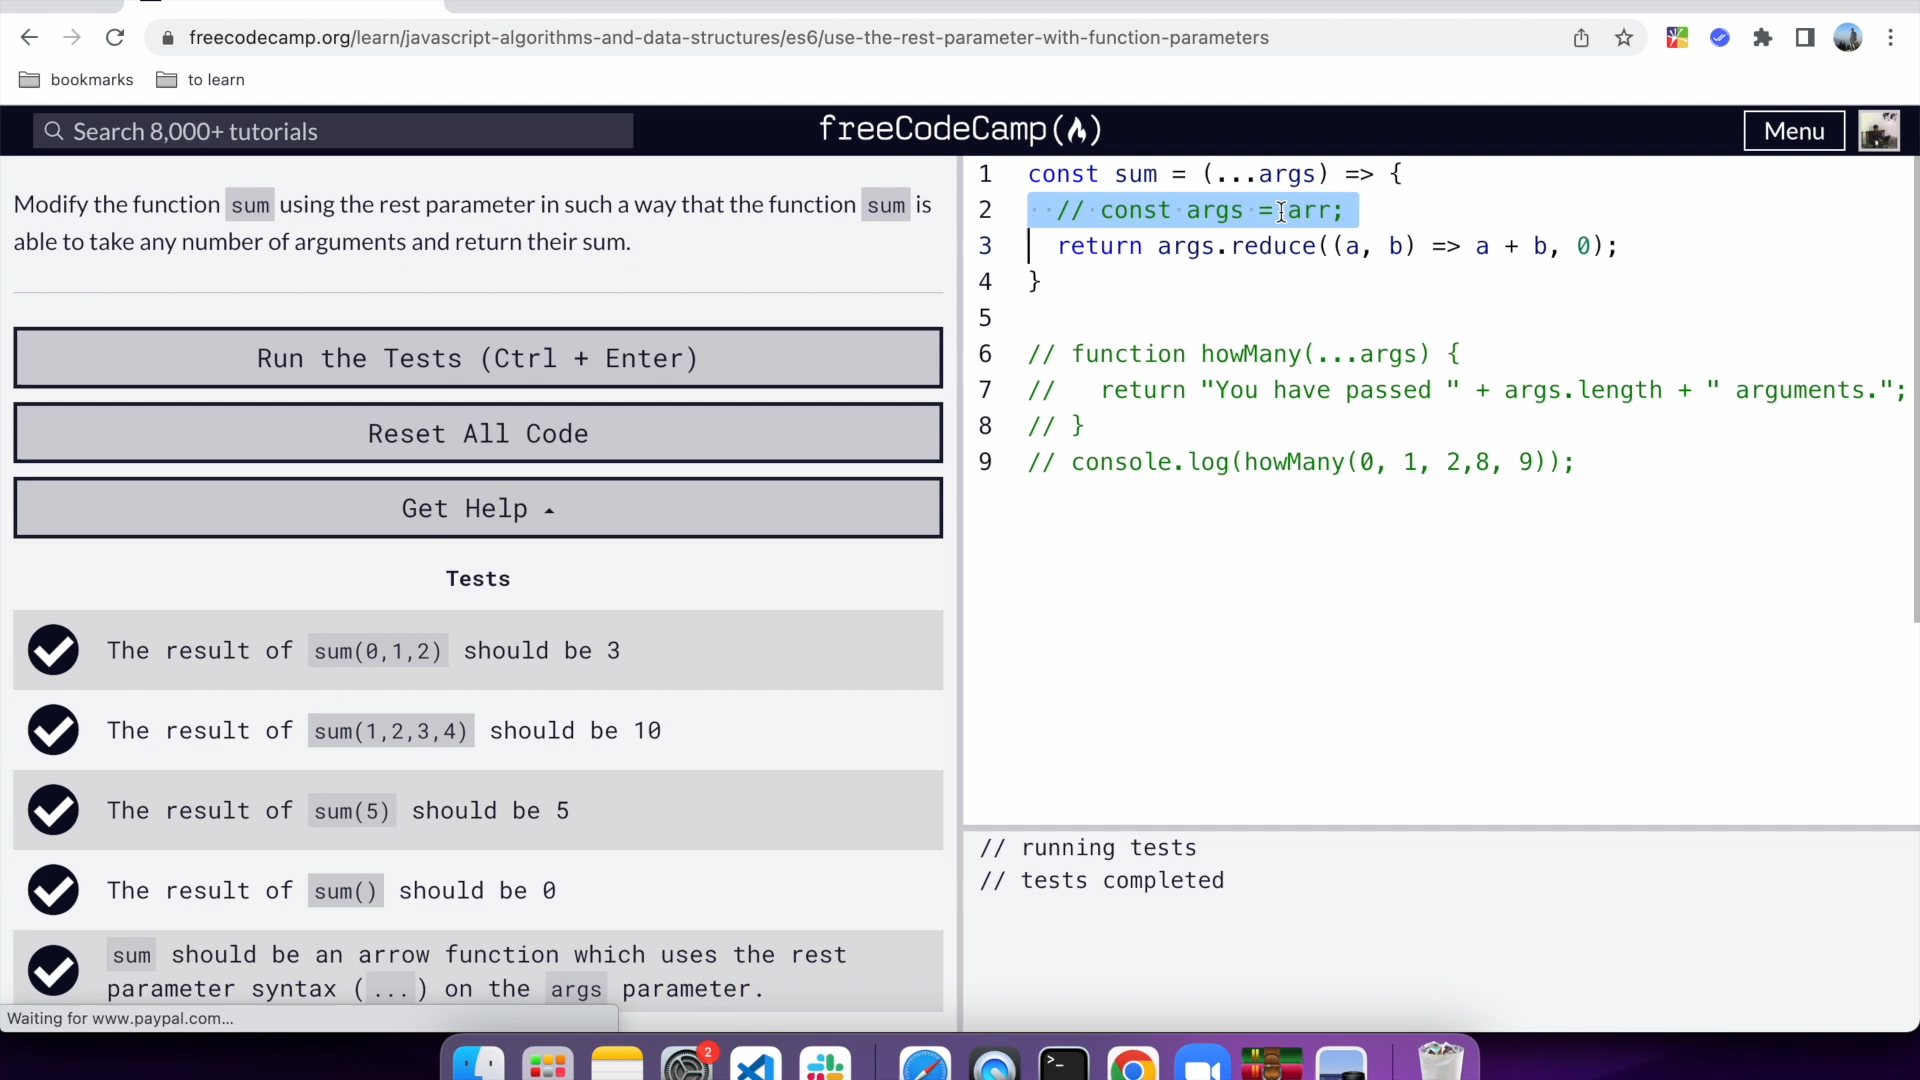 freecodecamp.org/learn/javascript-algorithms-and-data-structures/es6/use-the-rest-parameter-with-function-parameters
bookmarks to learn
Search 8,000+ tutorials
freeCodeCamp
Menu
Modify the function sum using the rest parameter in such a way that the function sum is
able to take any number of arguments and return their sum.
Run the Tests (Ctrl + Enter)
Reset All Code
Get Help
Tests
The result of sum(0,1,2) should be 3
The result of sum(1,2,3,4) should be 10
The result of sum(5) should be 5
The result of sum() should be 0
sum should be an arrow function which uses the rest
parameter syntax (...) on the args parameter.
Waiting for www.paypal.com...
1 const sum = (...args) => {
2 // const args = arr;
3 return args.reduce((a, b) => a + b, 0);
4 }
5
6 // function howMany(...args) {
7 // return "You have passed " + args.length + " arguments.";
8 // }
9 // console.log(howMany(0, 1, 2,8, 9));
// running tests
// tests completed
2
>_